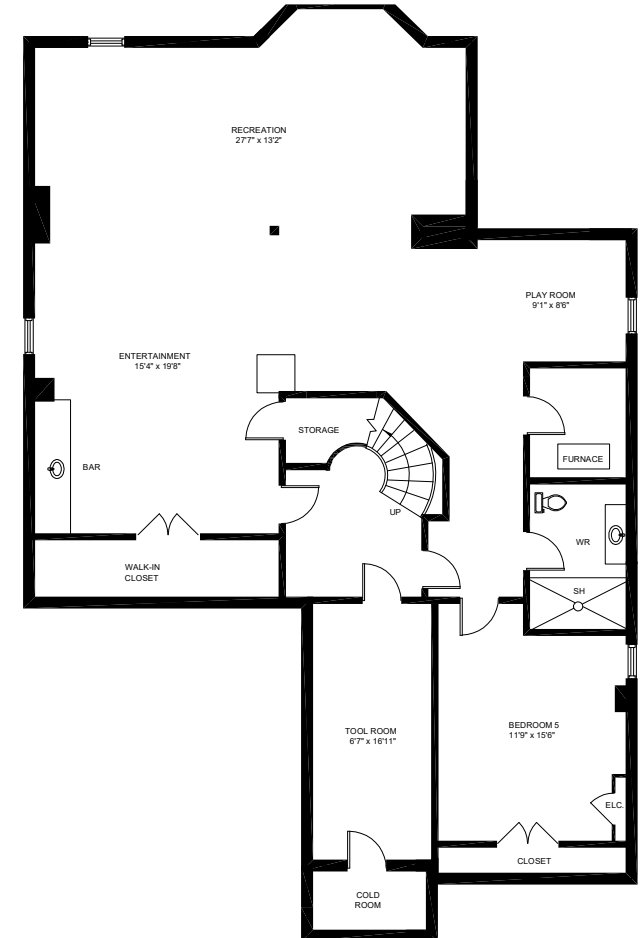 RECREATION
27'7" x 13'2"
PLAY ROOM
9'1" x 8'6"
ENTERTAINMENT
15'4" x 19'8"
STORAGE
FURNACE
BAR
UP
WR
WALK-IN
CLOSET
SH
TOOL ROOM
6'7" x 16'11"
BEDROOM 5
11'9" x 15'6"
ELC.
CLOSET
COLD
ROOM